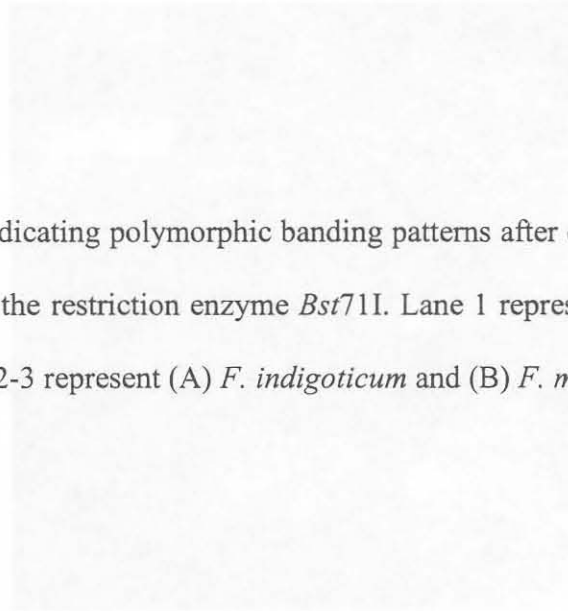 dicating polymorphic banding patterns after
the restriction enzyme Bst71I. Lane 1 repres
2-3 represent (A) F. indigoticum and (B) F. m